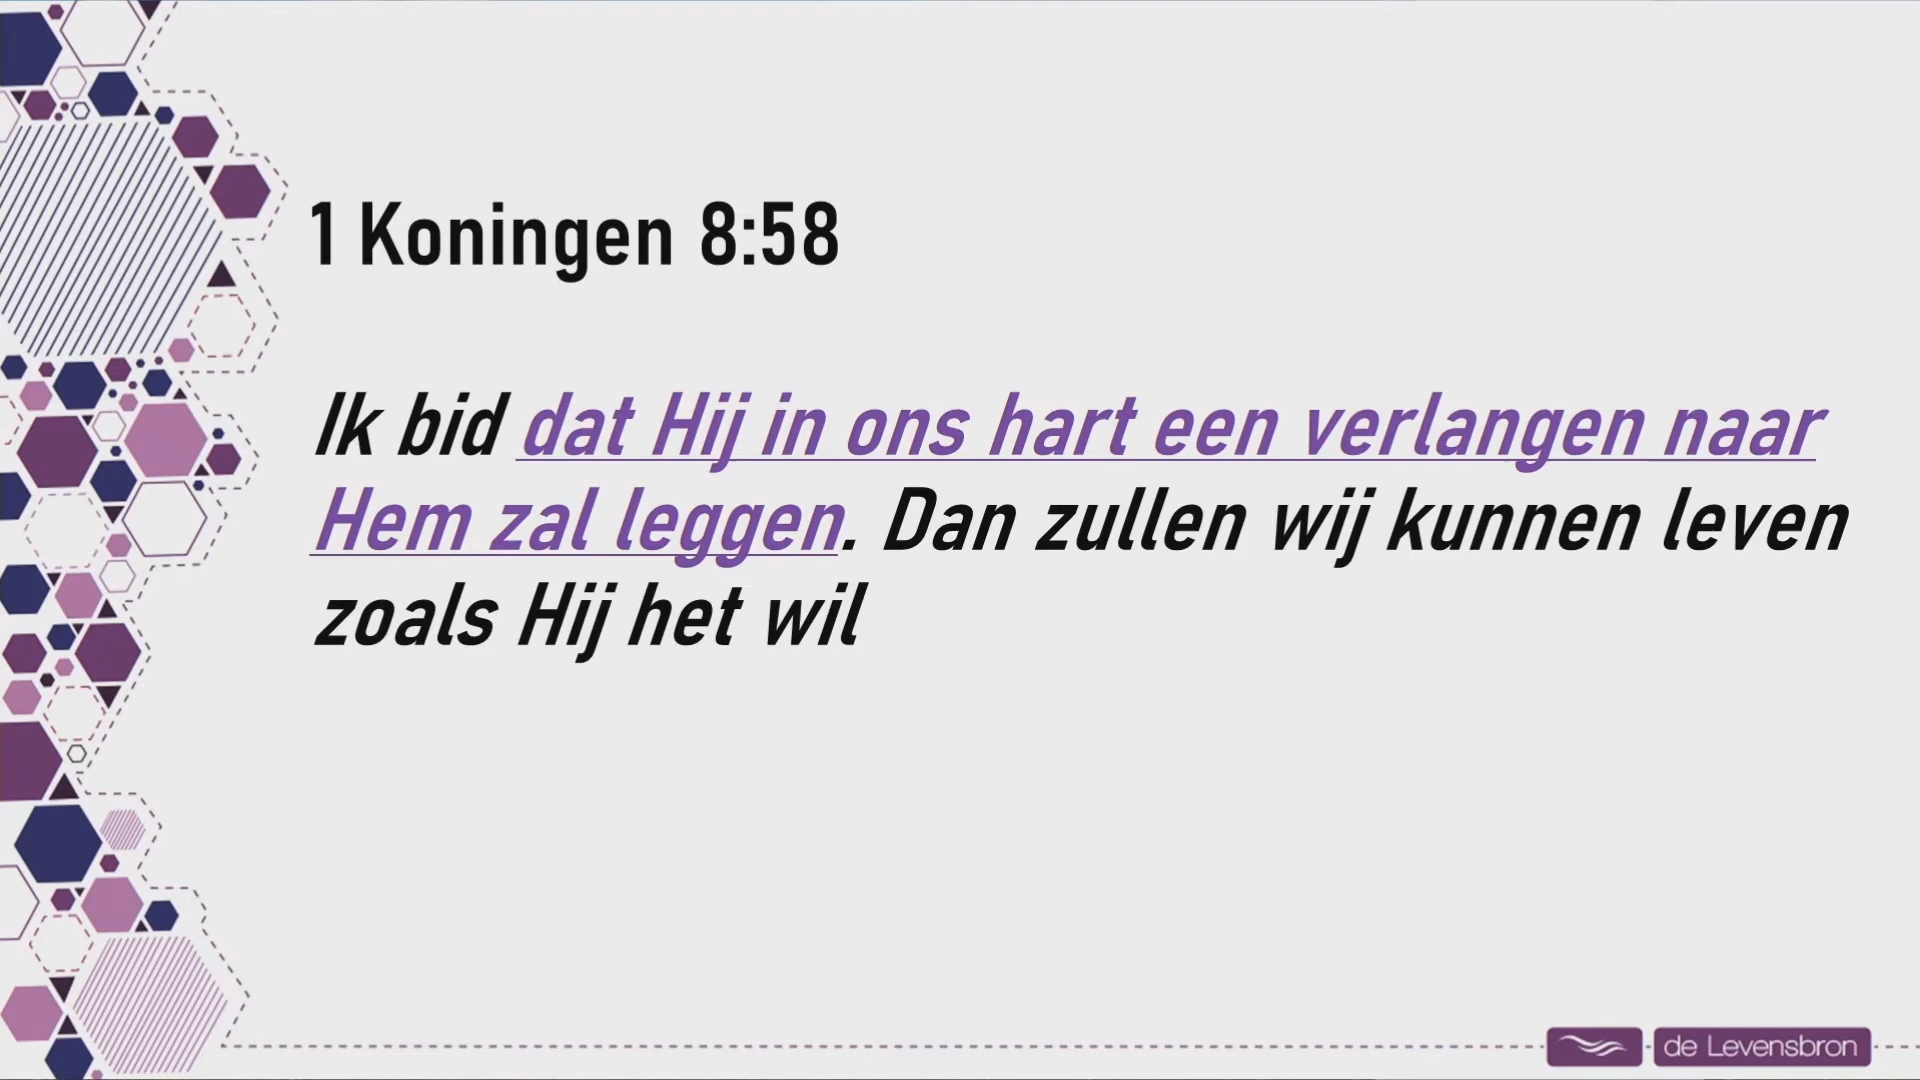 1 Koningen 8:58
Ik bid dat Hij in ons hart een verlangen naar
Hem zal leggen. Dan zullen wij kunnen leven
zoals Hij het wil
de Levensbron